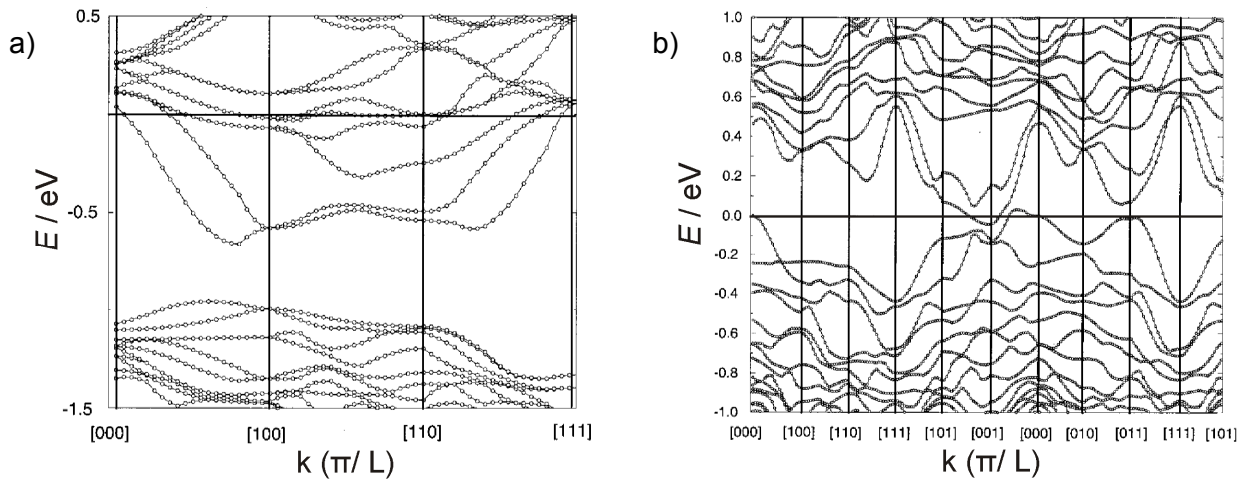 a)
0.5
-0.5
-1.5
E / eV
[000] [100] [110] [111]
k (π/ L)
b)
1.0
0.8
0.6
0.4
0.2
0.0
-0.2
-0.4
-0.6
-0.8
-1.0
E / eV
[000] [100] [110] [111] [101] [001] [000] [010] [011] [111] [101]
k (π/ L)